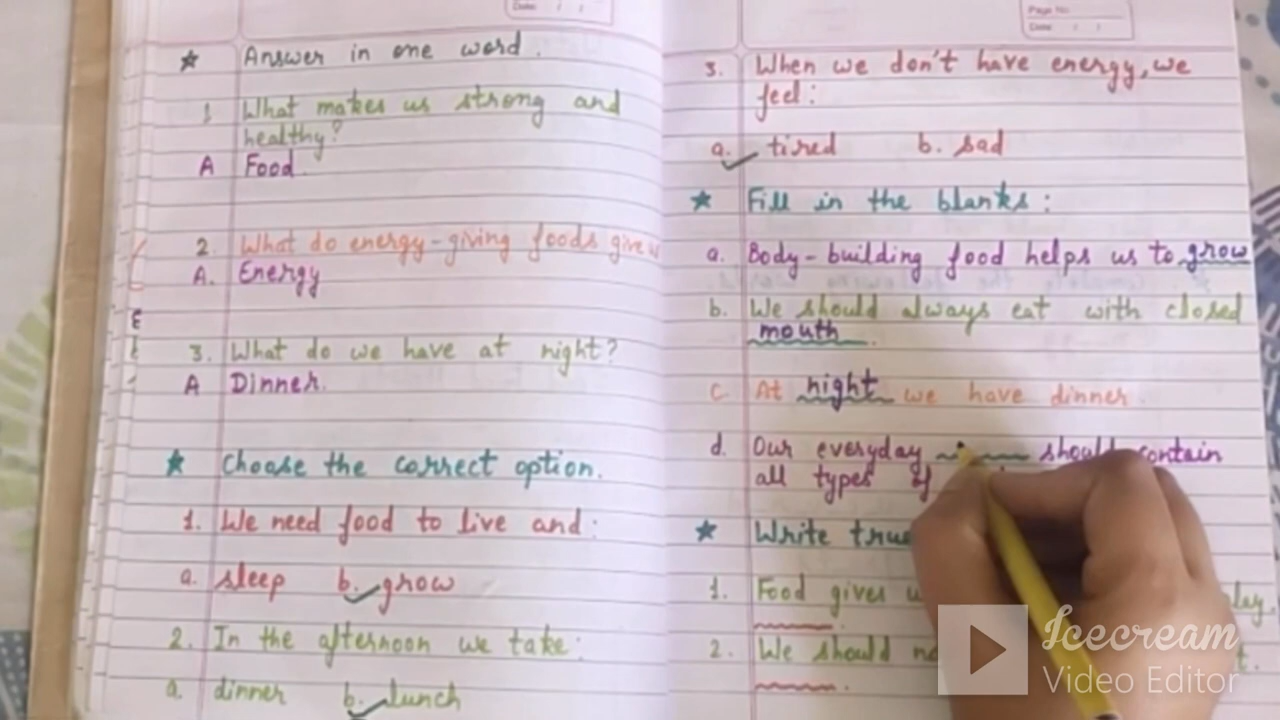 Date: / /
★ Answer in one word.
1 What makes us strong and
healthy?
A Food.
2. What do energy-giving foods give us
A. Energy
3. What do we have at night?
A Dinner.
★ Choose the correct option.
1. We need food to live and:
a. sleep b. grow
2. In the afternoon we take:
a. dinner b. lunch
Page No.
Date: / /
3. When we don't have energy, we
feel:
a. tired b. sad
★ Fill in the blanks:
a. Body-building food helps us to grow
b. We should always eat with closed
mouth.
c At night we have dinner.
d. Our everyday should contain
all types of
★ Write true
1. Food gives
2. We should
Icecream
Video Editor